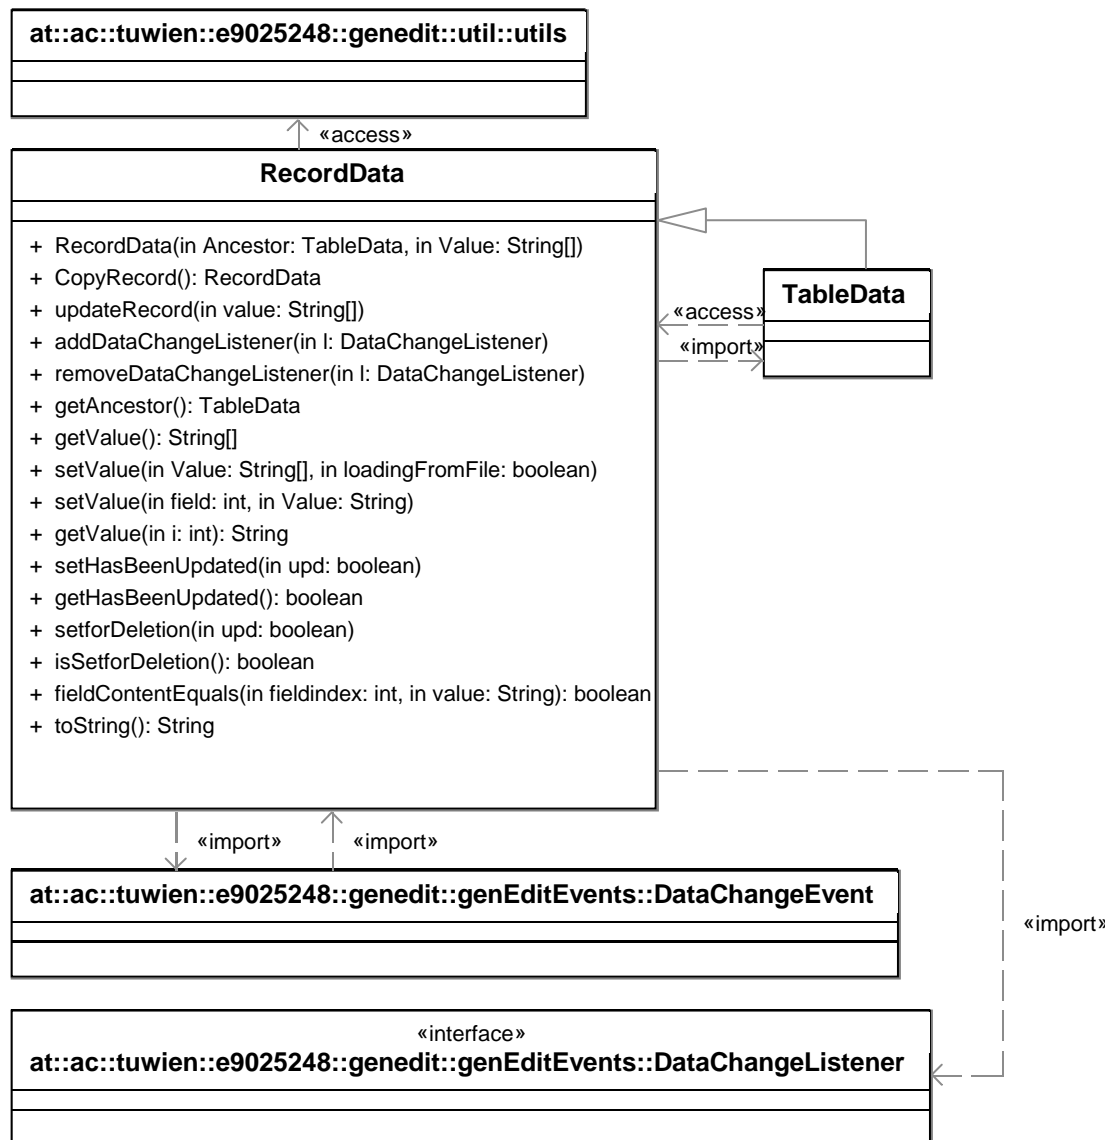 at::ac::tuwien::e9025248::genedit::util::utils
«access»
RecordData
+ RecordData(in Ancestor: TableData, in Value: String[])
+ CopyRecord(): RecordData
+ updateRecord(in value: String[])
+ addDataChangeListener(in l: DataChangeListener)
+ removeDataChangeListener(in l: DataChangeListener)
+ getAncestor(): TableData
+ getValue(): String[]
+ setValue(in Value: String[], in loadingFromFile: boolean)
+ setValue(in field: int, in Value: String)
+ getValue(in i: int): String
+ setHasBeenUpdated(in upd: boolean)
+ getHasBeenUpdated(): boolean
+ setforDeletion(in upd: boolean)
+ isSetforDeletion(): boolean
+ fieldContentEquals(in fieldindex: int, in value: String): boolean
+ toString(): String
TableData
«access»
«import»
«import» «import»
at::ac::tuwien::e9025248::genedit::genEditEvents::DataChangeEvent
«import»
«interface»
at::ac::tuwien::e9025248::genedit::genEditEvents::DataChangeListener